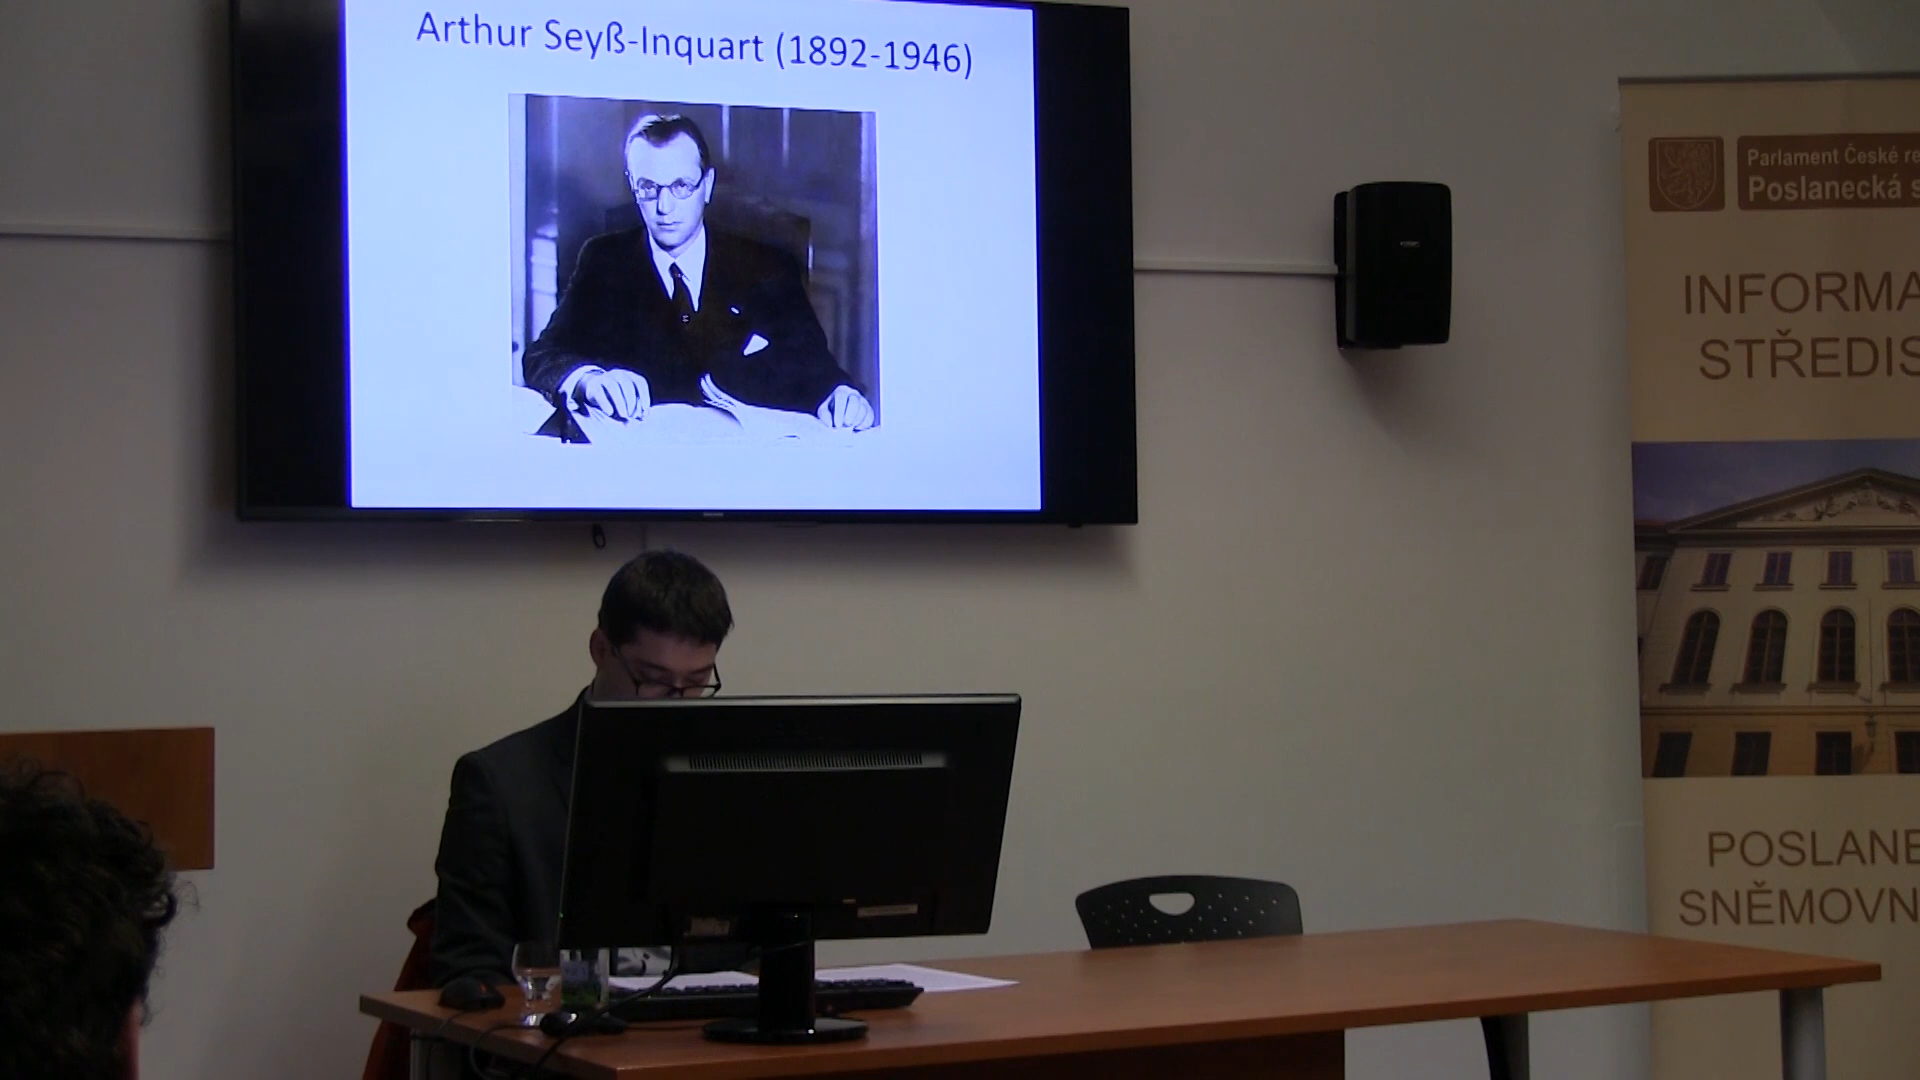 Arthur Seyß-Inquart (1892-1946)
Parlament České re
Poslanecká s
INFORMA
STŘEDIS
POSLANE
SNĚMOVN